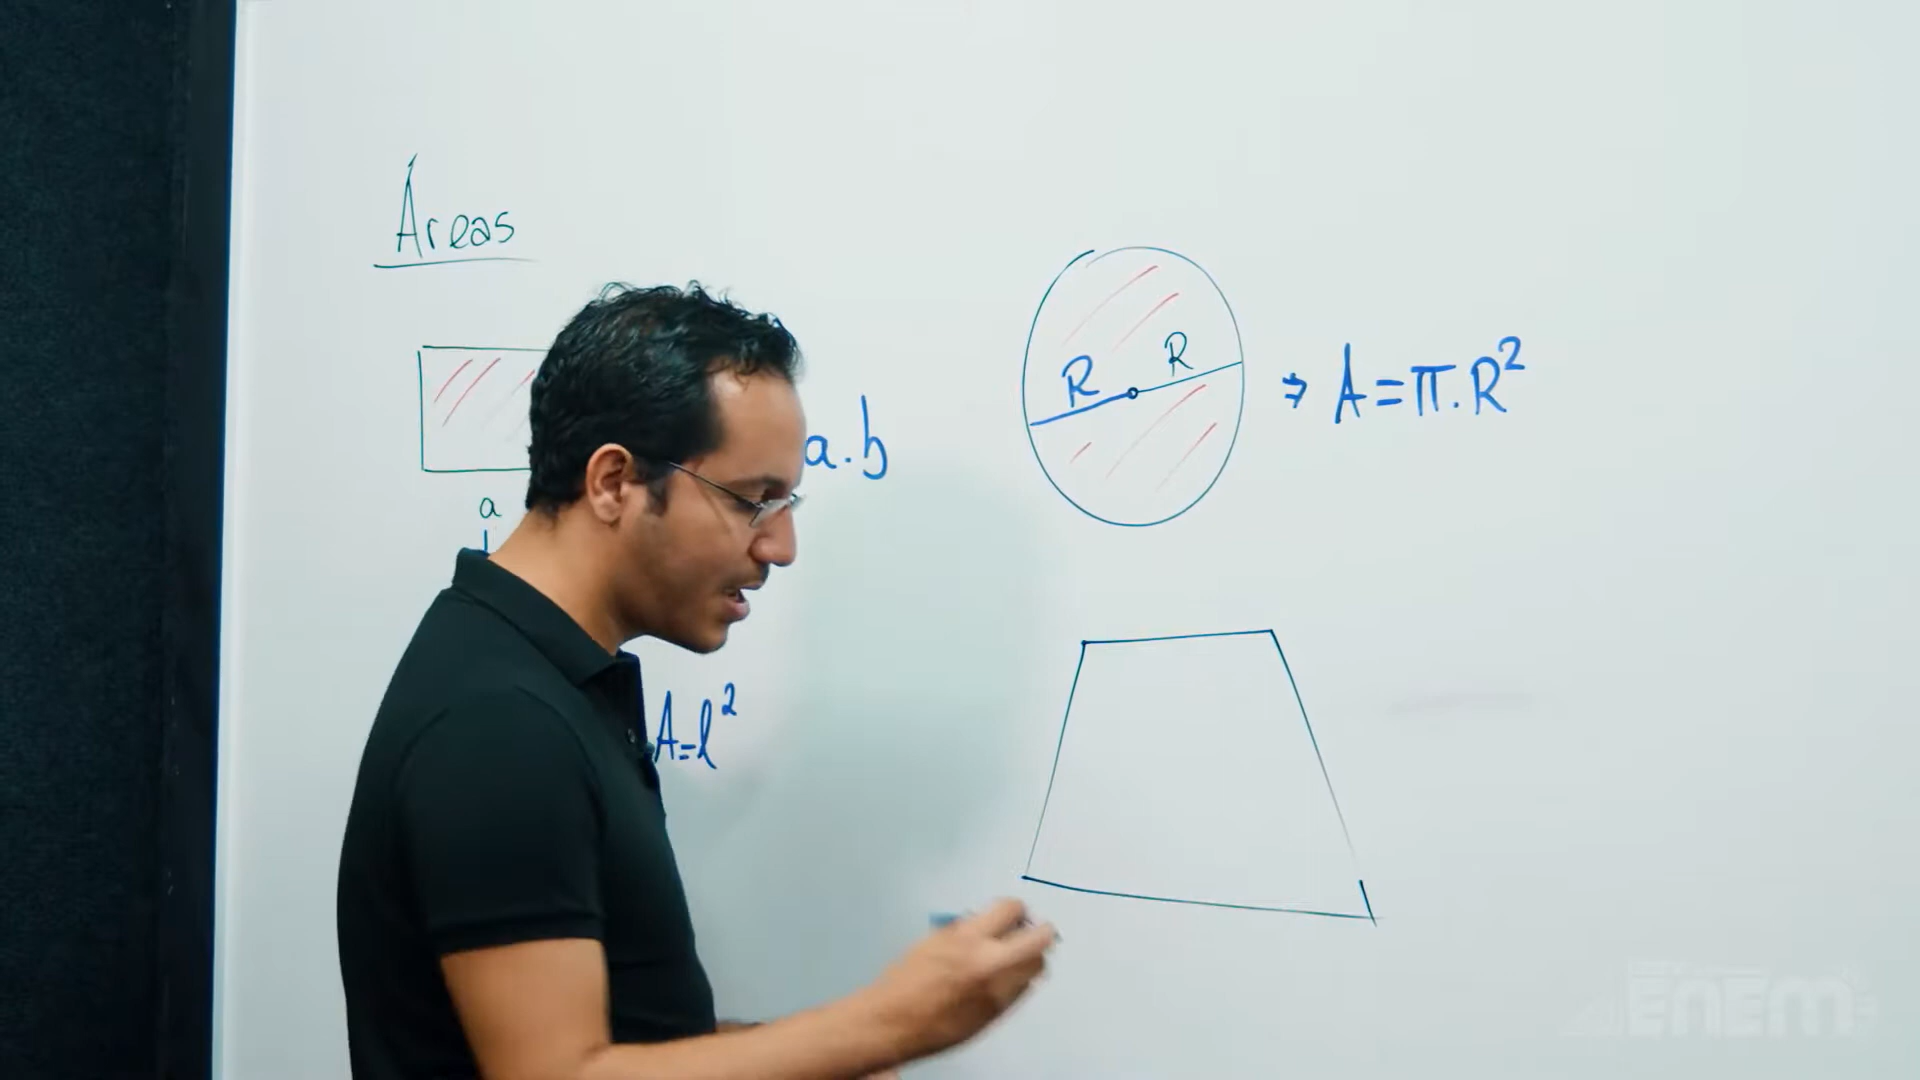 Áreas
a
a.b
A=l²
R
R
⇒ A=π.R²
ENEM